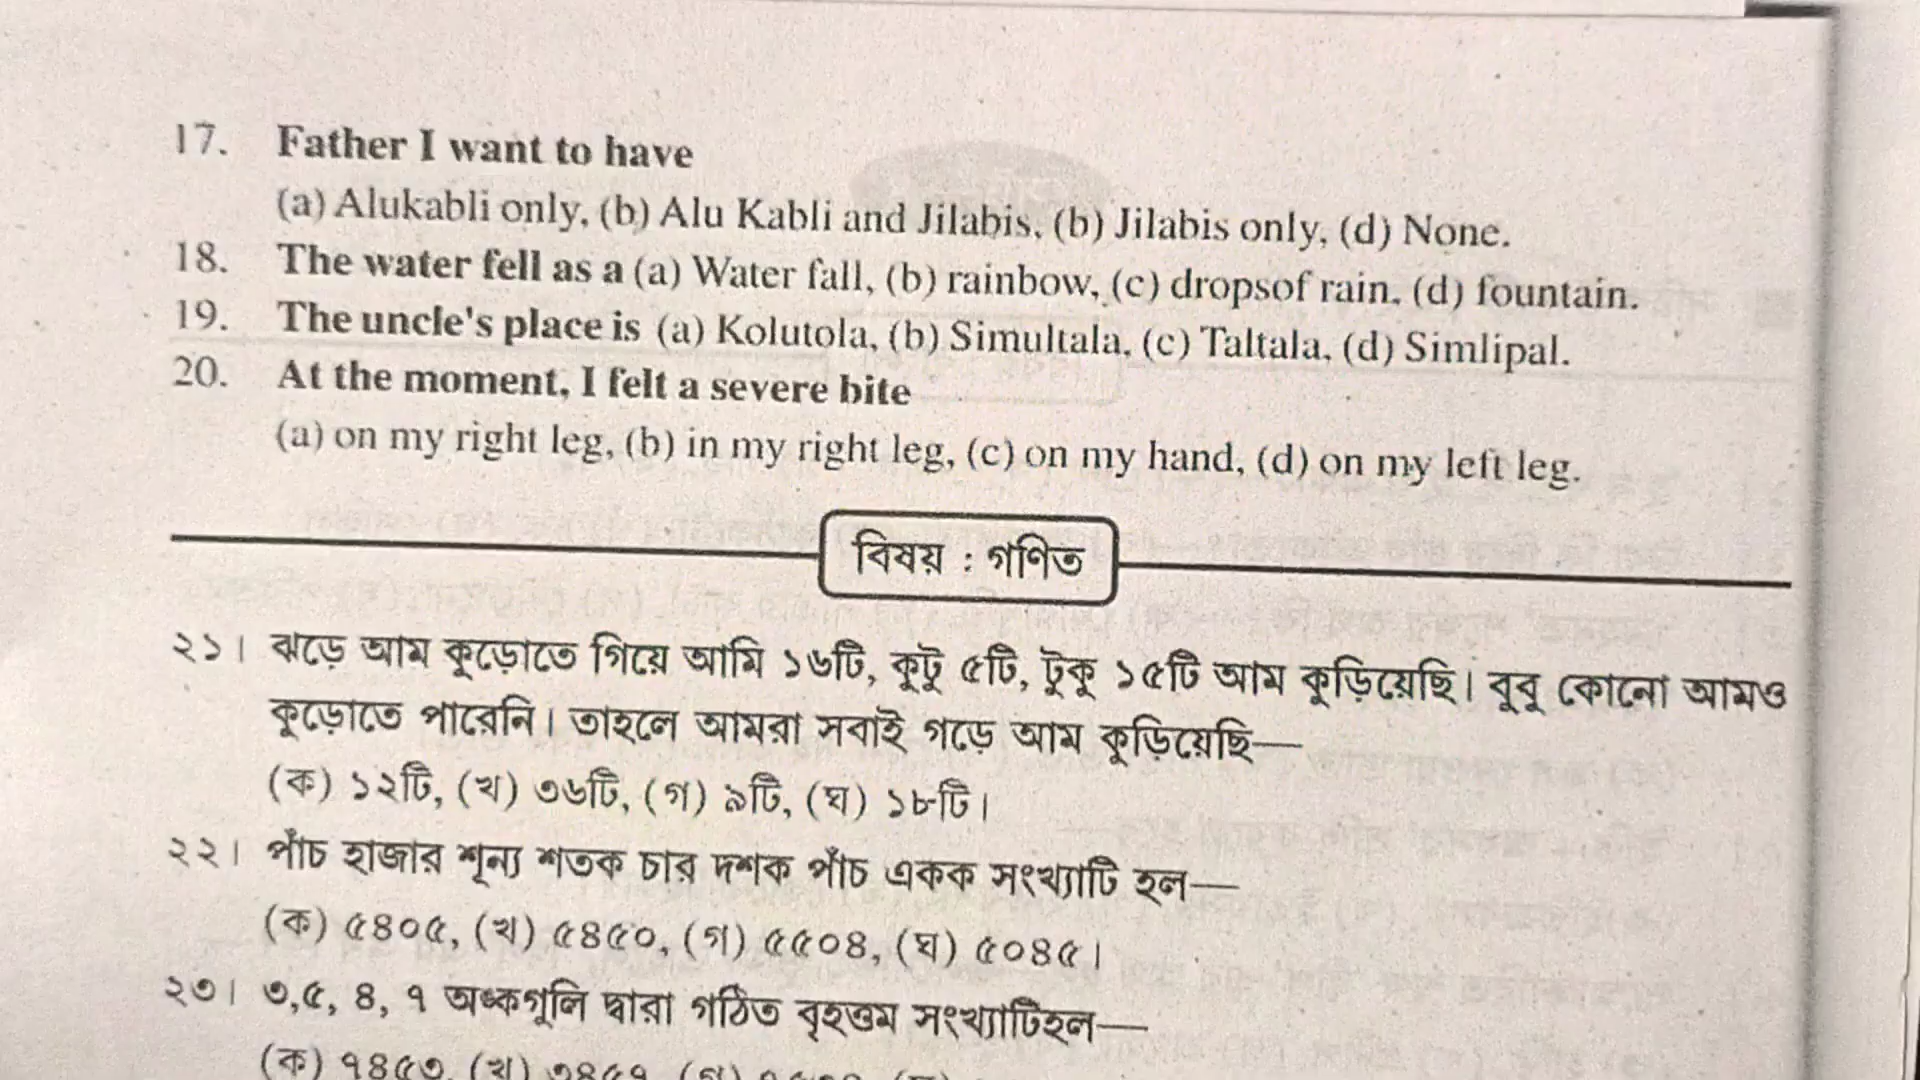 17. Father I want to have
(a) Alukabli only, (b) Alu Kabli and Jilabis, (b) Jilabis only, (d) None.
18. The water fell as a (a) Water fall, (b) rainbow, (c) dropsof rain, (d) fountain.
19. The uncle's place is (a) Kolutola, (b) Simultala, (c) Taltala, (d) Simlipal.
20. At the moment, I felt a severe bite
(a) on my right leg, (b) in my right leg, (c) on my hand, (d) on my left leg.
বিষয় : গণিত
২১। ঝড়ে আম কুড়োতে গিয়ে আমি ১৬টি, কুটু ৫টি, টুকু ১৫টি আম কুড়িয়েছি। বুবু কোনো আমও
কুড়োতে পারেনি। তাহলে আমরা সবাই গড়ে আম কুড়িয়েছি—
(ক) ১২টি, (খ) ৩৬টি, (গ) ৯টি, (ঘ) ১৮টি।
২২। পাঁচ হাজার শূন্য শতক চার দশক পাঁচ একক সংখ্যাটি হল—
(ক) ৫৪০৫, (খ) ৫৪৫০, (গ) ৫৫০৪, (ঘ) ৫০৪৫।
২৩। ৩,৫, ৪, ৭ অঙ্কগুলি দ্বারা গঠিত বৃহত্তম সংখ্যাটিহল—
(ক) ৭৪৫৩, (খ) ৩৪৫৭, (গ)